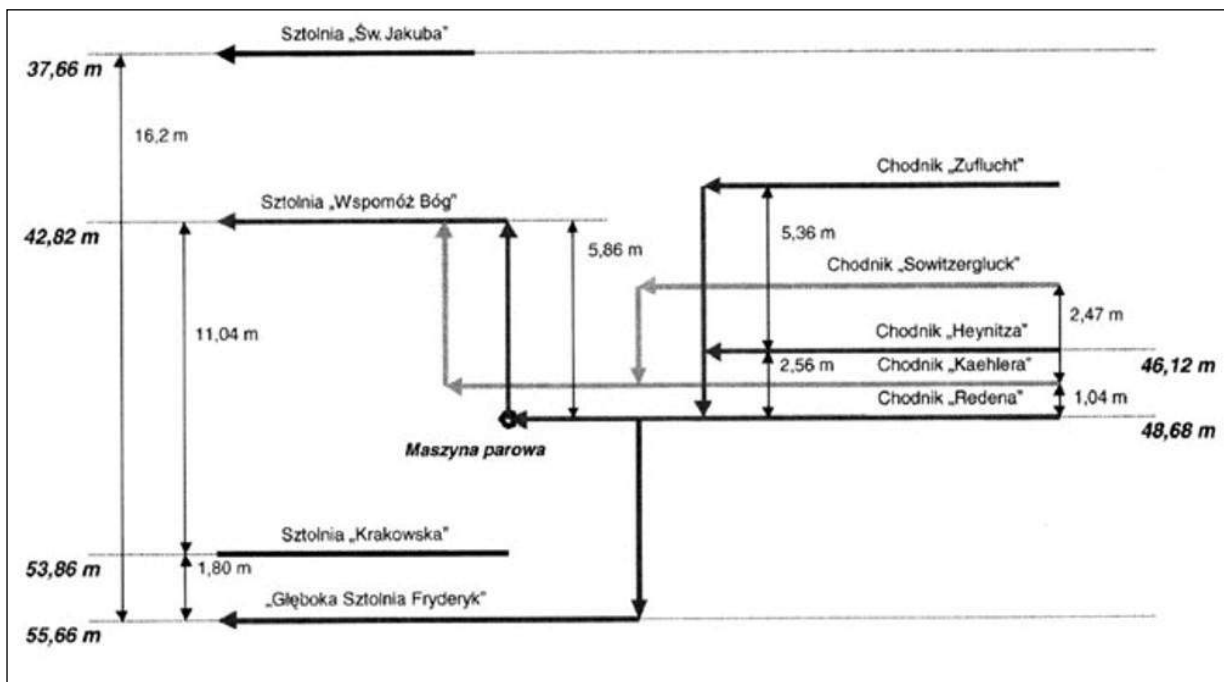 Sztolnia „Św. Jakuba”
37,66 m
16,2 m
Chodnik „Zuflucht”
Sztolnia „Wspomóż Bóg”
42,82 m
5,86 m
5,36 m
Chodnik „Sowitzergluck”
2,47 m
11,04 m
Chodnik „Heynitza”
2,56 m
Chodnik „Kaehlera”
46,12 m
Chodnik „Redena”
1,04 m
48,68 m
Maszyna parowa
Sztolnia „Krakowska”
53,86 m
1,80 m
„Głęboka Sztolnia Fryderyk”
55,66 m